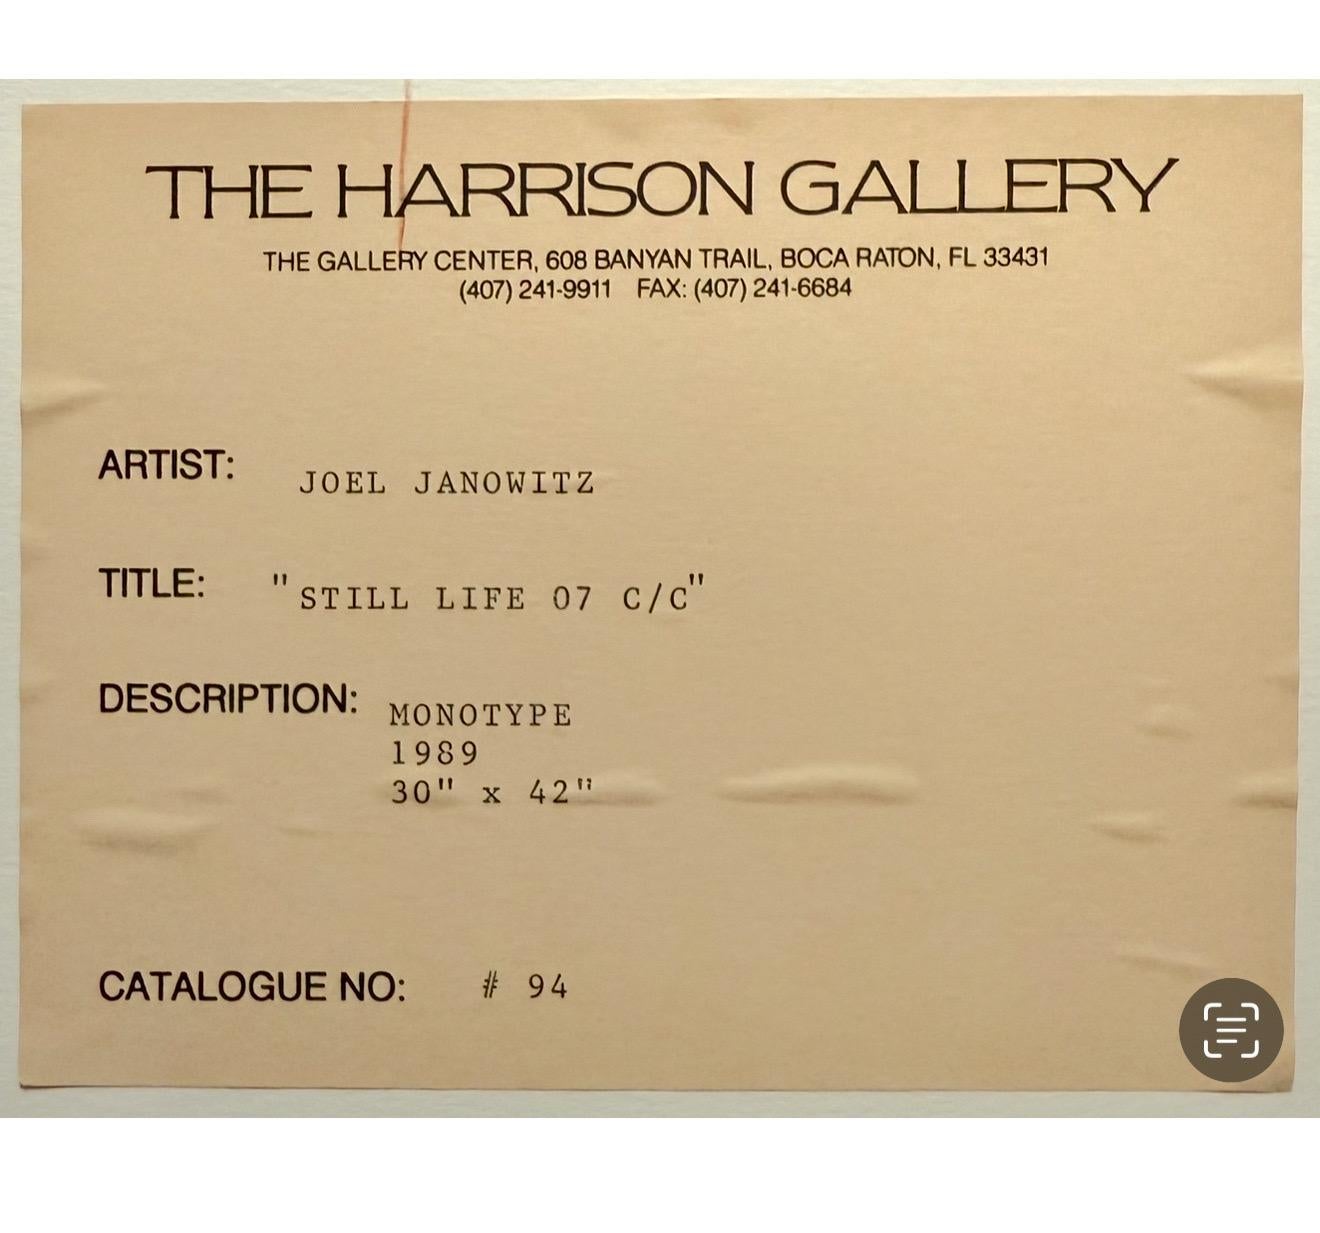 THE HARRISON GALLERY
THE GALLERY CENTER, 608 BANYAN TRAIL, BOCA RATON, FL 33431
(407) 241-9911 FAX: (407) 241-6684
ARTIST: JOEL JANOWITZ
TITLE: "STILL LIFE 07 C/C"
DESCRIPTION: MONOTYPE
1989
30" x 42"
CATALOGUE NO: # 94